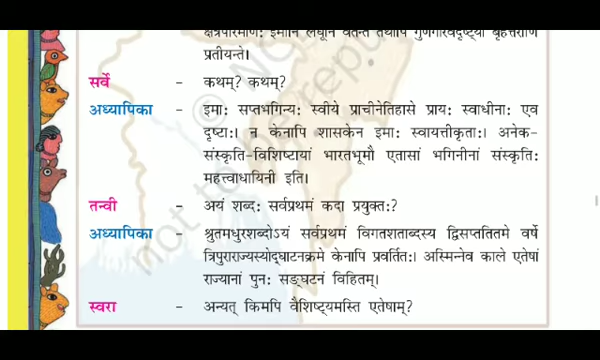 क्षेत्रपरिमाणैः इमानि लघूनि वर्तन्ते तथापि गुणगौरवदृष्ट्या बृहत्तराणि
प्रतीयन्ते।
सर्वे - कथम्? कथम्?
अध्यापिका - इमाः सप्तभगिन्यः स्वीये प्राचीनेतिहासे प्रायः स्वाधीनाः एव
दृष्टाः। न केनापि शासकेन इमाः स्वायत्तीकृताः। अनेक-
संस्कृति-विशिष्टायां भारतभूमौ एतासां भगिनीनां संस्कृतिः
महत्त्वाधायिनी इति।
तन्वी - अयं शब्दः सर्वप्रथमं कदा प्रयुक्तः?
अध्यापिका - श्रुतमधुरशब्दोऽयं सर्वप्रथमं विगतशताब्दस्य द्विसप्ततितमे वर्षे
त्रिपुराराज्यस्योद्घाटनक्रमे केनापि प्रवर्तितः। अस्मिन्नेव काले एतेषां
राज्यानां पुनः सङ्घटनं विहितम्।
स्वरा - अन्यत् किमपि वैशिष्ट्यमस्ति एतेषाम्?